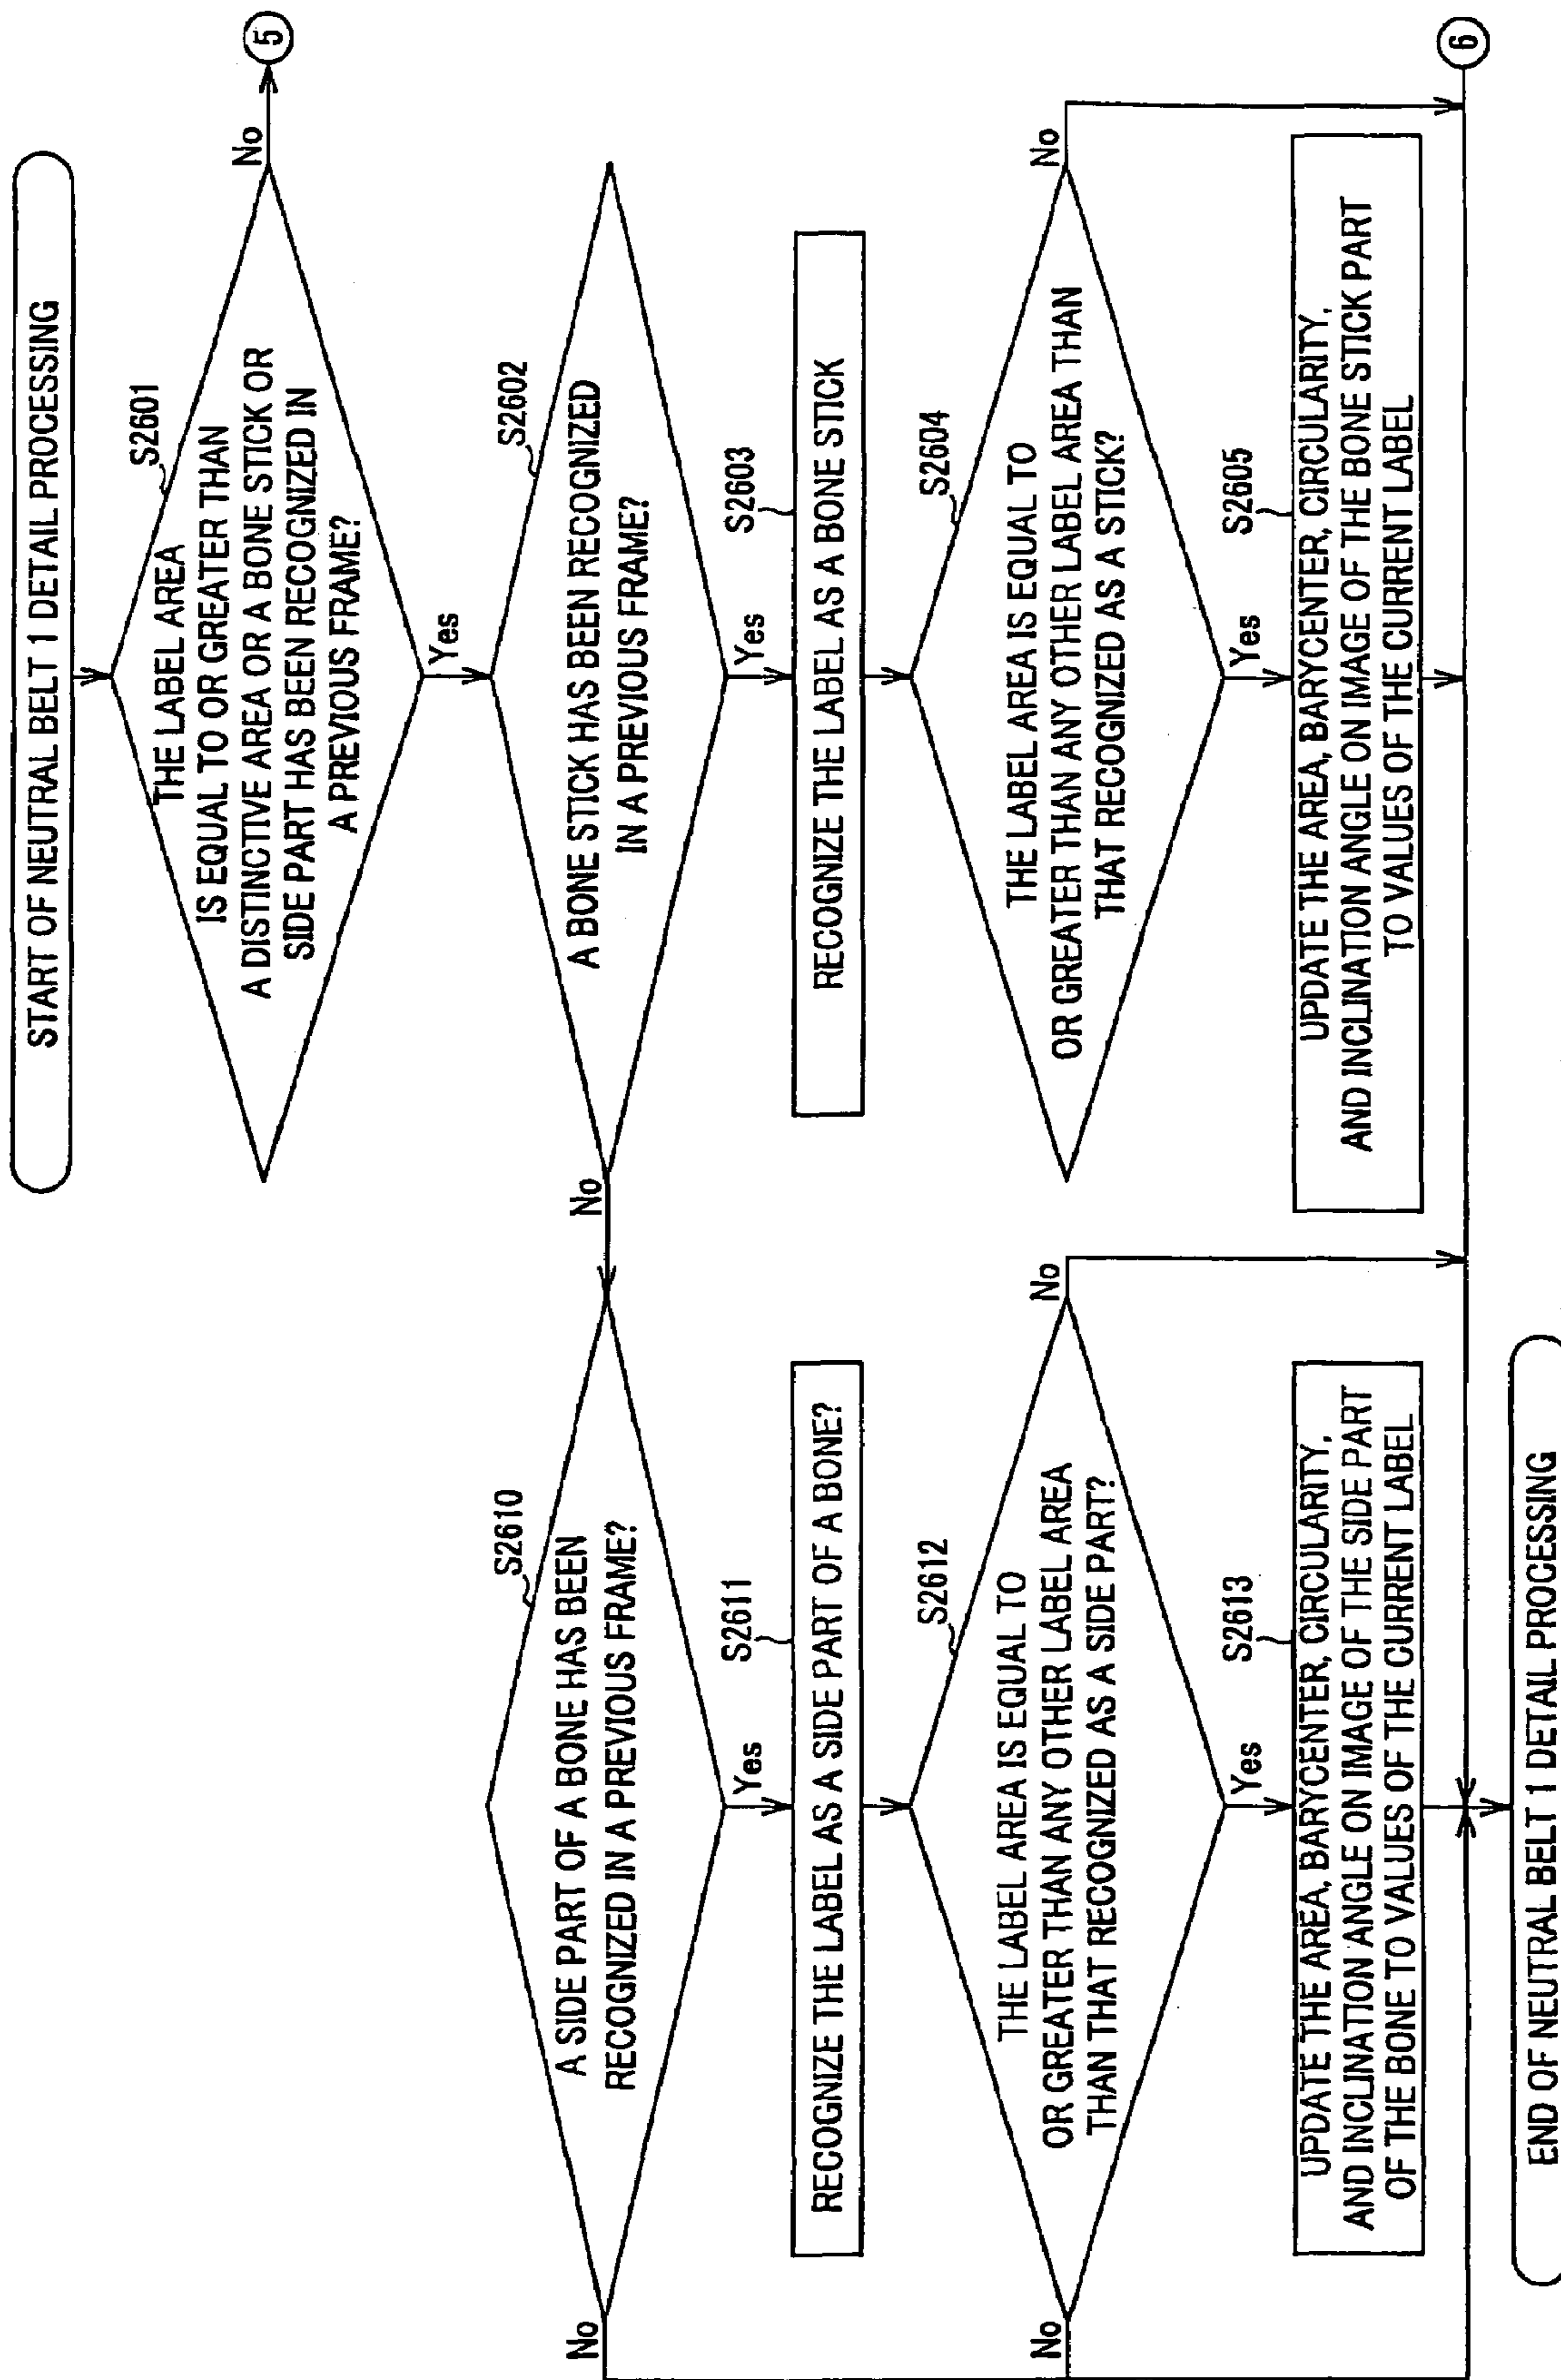 START OF NEUTRAL BELT 1 DETAIL PROCESSING
S2601
THE LABEL AREA
IS EQUAL TO OR GREATER THAN
A DISTINCTIVE AREA OR A BONE STICK OR
SIDE PART HAS BEEN RECOGNIZED IN
A PREVIOUS FRAME?
No
5
Yes
S2602
A BONE STICK HAS BEEN RECOGNIZED
IN A PREVIOUS FRAME?
No
Yes
S2603
RECOGNIZE THE LABEL AS A BONE STICK
S2604
THE LABEL AREA IS EQUAL TO
OR GREATER THAN ANY OTHER LABEL AREA THAN
THAT RECOGNIZED AS A STICK?
No
Yes
S2605
UPDATE THE AREA, BARYCENTER, CIRCULARITY,
AND INCLINATION ANGLE ON IMAGE OF THE BONE STICK PART
TO VALUES OF THE CURRENT LABEL
6
S2610
A SIDE PART OF A BONE HAS BEEN
RECOGNIZED IN A PREVIOUS FRAME?
No
Yes
S2611
RECOGNIZE THE LABEL AS A SIDE PART OF A BONE?
S2612
THE LABEL AREA IS EQUAL TO
OR GREATER THAN ANY OTHER LABEL AREA
THAN THAT RECOGNIZED AS A SIDE PART?
No
No
Yes
S2613
UPDATE THE AREA, BARYCENTER, CIRCULARITY,
AND INCLINATION ANGLE ON IMAGE OF THE SIDE PART
OF THE BONE TO VALUES OF THE CURRENT LABEL
END OF NEUTRAL BELT 1 DETAIL PROCESSING